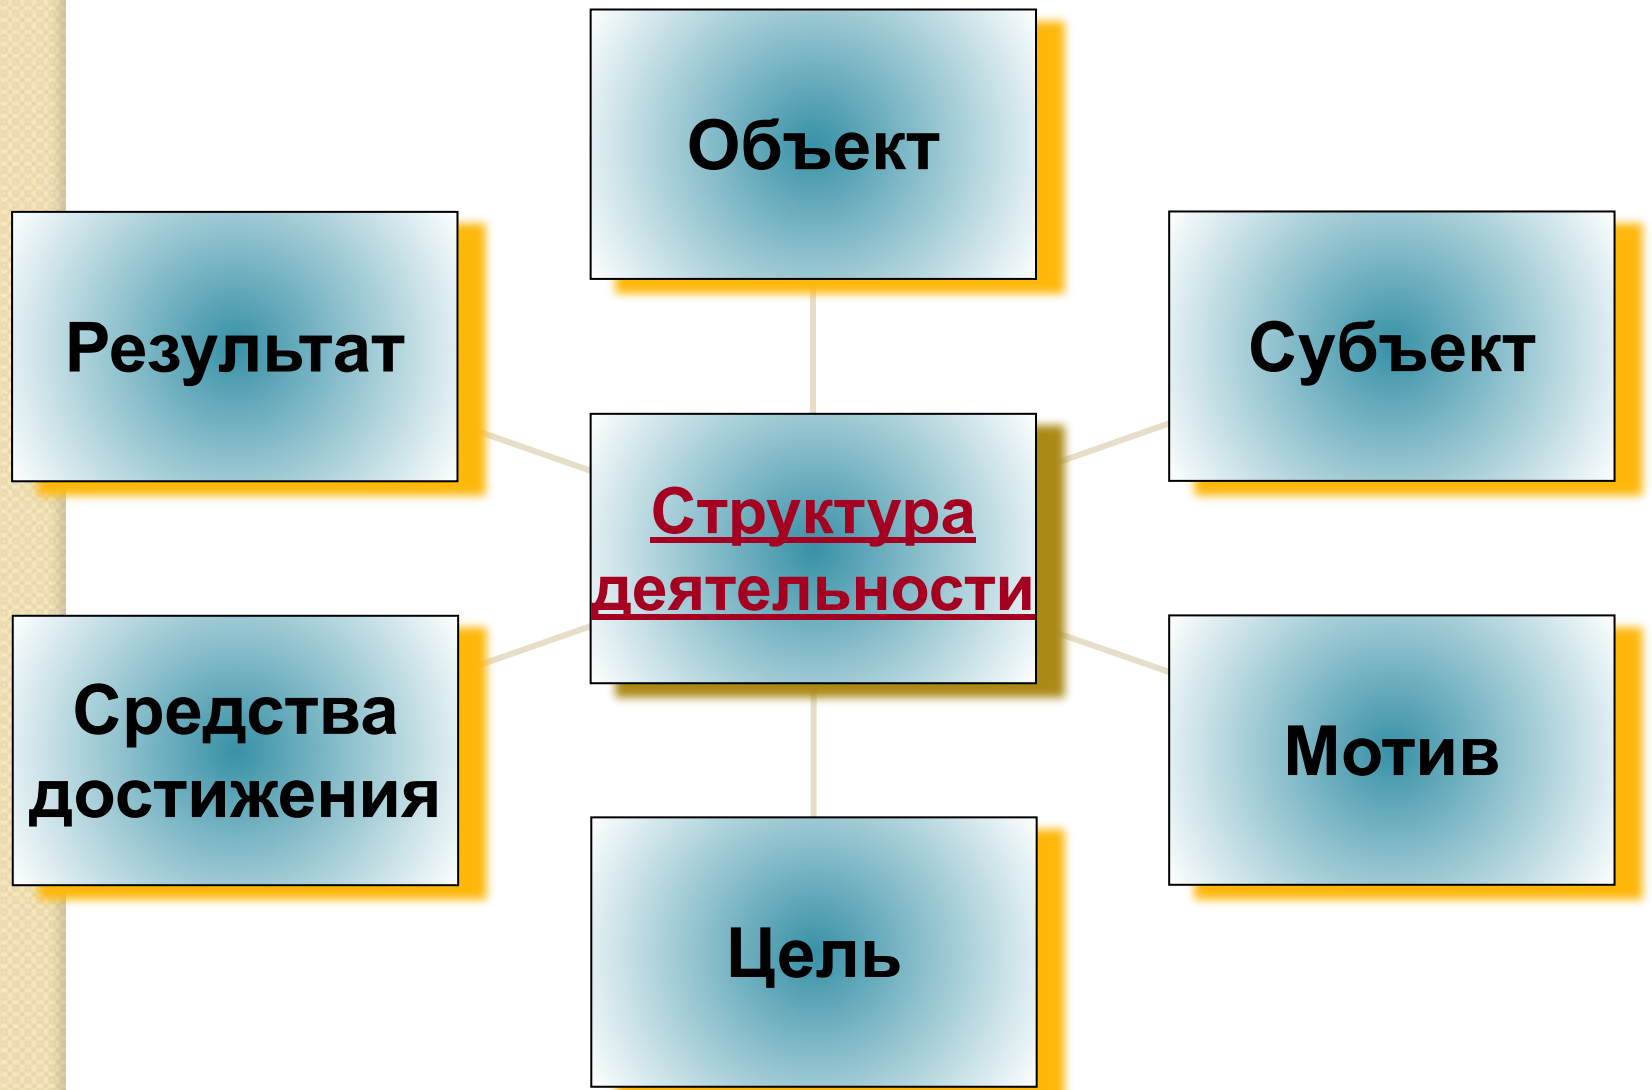 Объект
Результат
Субъект
Структура
деятельности
Средства
достижения
Мотив
Цель